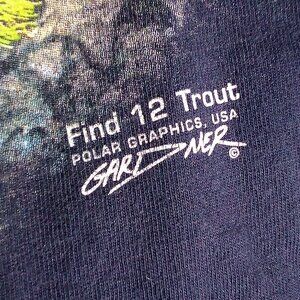 Find 12 Trout
POLAR GRAPHICS, USA
GARDNER ©